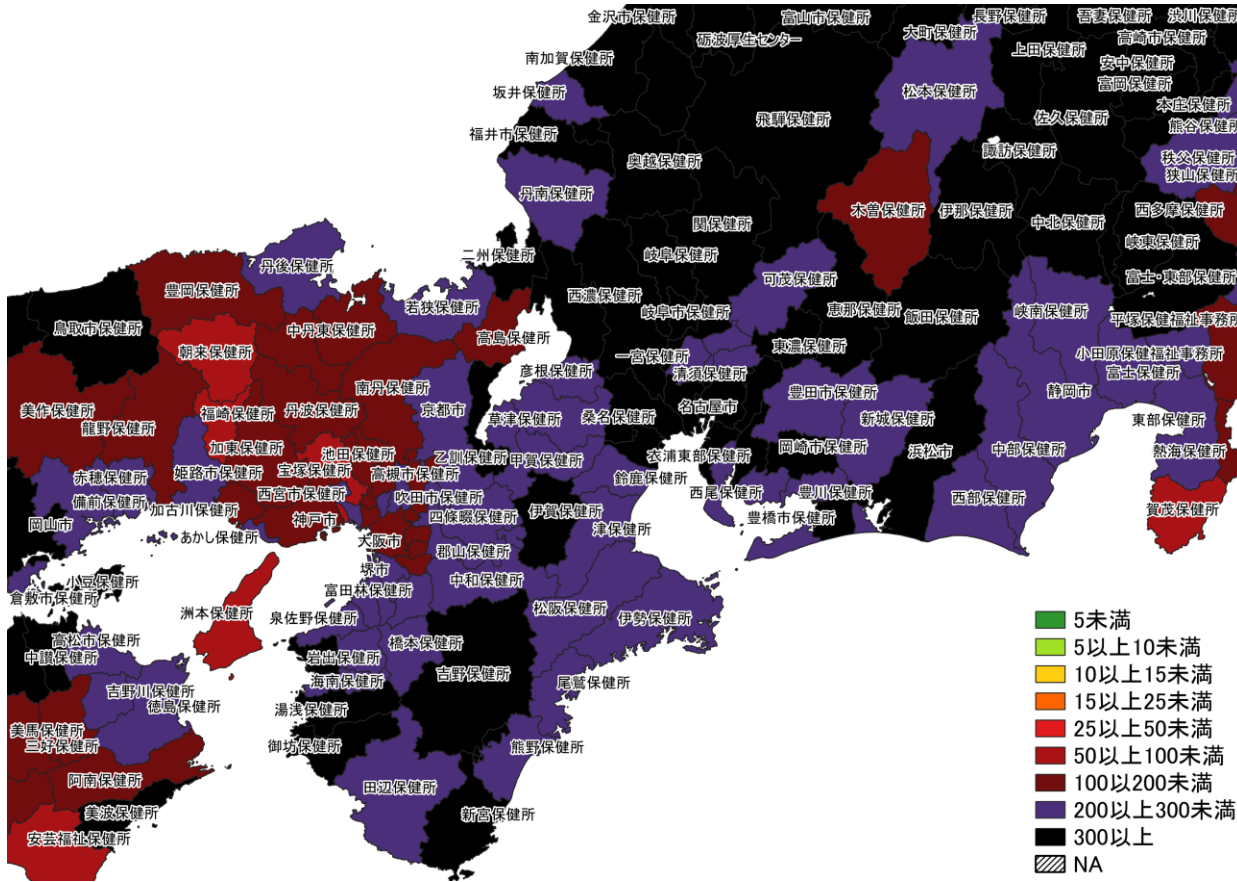 金沢市保健所
富山市保健所
長野保健所
吾妻保健所
渋川保健所
砺波厚生センター
大町保健所
高崎市保健所
南加賀保健所
上田保健所
安中保健所
富岡保健所
坂井保健所
松本保健所
本庄保健所
飛騨保健所
佐久保健所
熊谷保健所
福井市保健所
諏訪保健所
秩父保健所
奥越保健所
狭山保健所
丹南保健所
木曽保健所
伊那保健所
西多摩保健所
関保健所
中北保健所
峡東保健所
二州保健所
岐阜保健所
丹後保健所
可茂保健所
富士・東部保健所
豊岡保健所
西濃保健所
若狭保健所
恵那保健所
岐阜市保健所
飯田保健所
峡南保健所
平塚保健福祉事務所
鳥取市保健所
中丹東保健所
高島保健所
東濃保健所
朝来保健所
一宮保健所
小田原保健福祉事務所
彦根保健所
清須保健所
富士保健所
南丹保健所
豊田市保健所
静岡市
美作保健所
福崎保健所
丹波保健所
京都市
名古屋市
草津保健所
桑名保健所
新城保健所
東部保健所
龍野保健所
加東保健所
池田保健所
岡崎市保健所
乙訓保健所
甲賀保健所
衣浦東部保健所
浜松市
中部保健所
熱海保健所
姫路市保健所
宝塚保健所
高槻市保健所
赤穂保健所
鈴鹿保健所
西宮市保健所
吹田市保健所
西尾保健所
豊川保健所
西部保健所
備前保健所
加古川保健所
神戸市
四條畷保健所
伊賀保健所
豊橋市保健所
賀茂保健所
岡山市
津保健所
あかし保健所
大阪市
郡山保健所
堺市
小豆保健所
中和保健所
倉敷市保健所
富田林保健所
洲本保健所
泉佐野保健所
松阪保健所
伊勢保健所
高松市保健所
橋本保健所
中讃保健所
岩出保健所
吉野保健所
海南保健所
尾鷲保健所
吉野川保健所
徳島保健所
湯浅保健所
美馬保健所
三好保健所
御坊保健所
熊野保健所
阿南保健所
田辺保健所
美波保健所
新宮保健所
安芸福祉保健所
5未満
5以上10未満
10以上15未満
15以上25未満
25以上50未満
50以上100未満
100以200未満
200以上300未満
300以上
NA